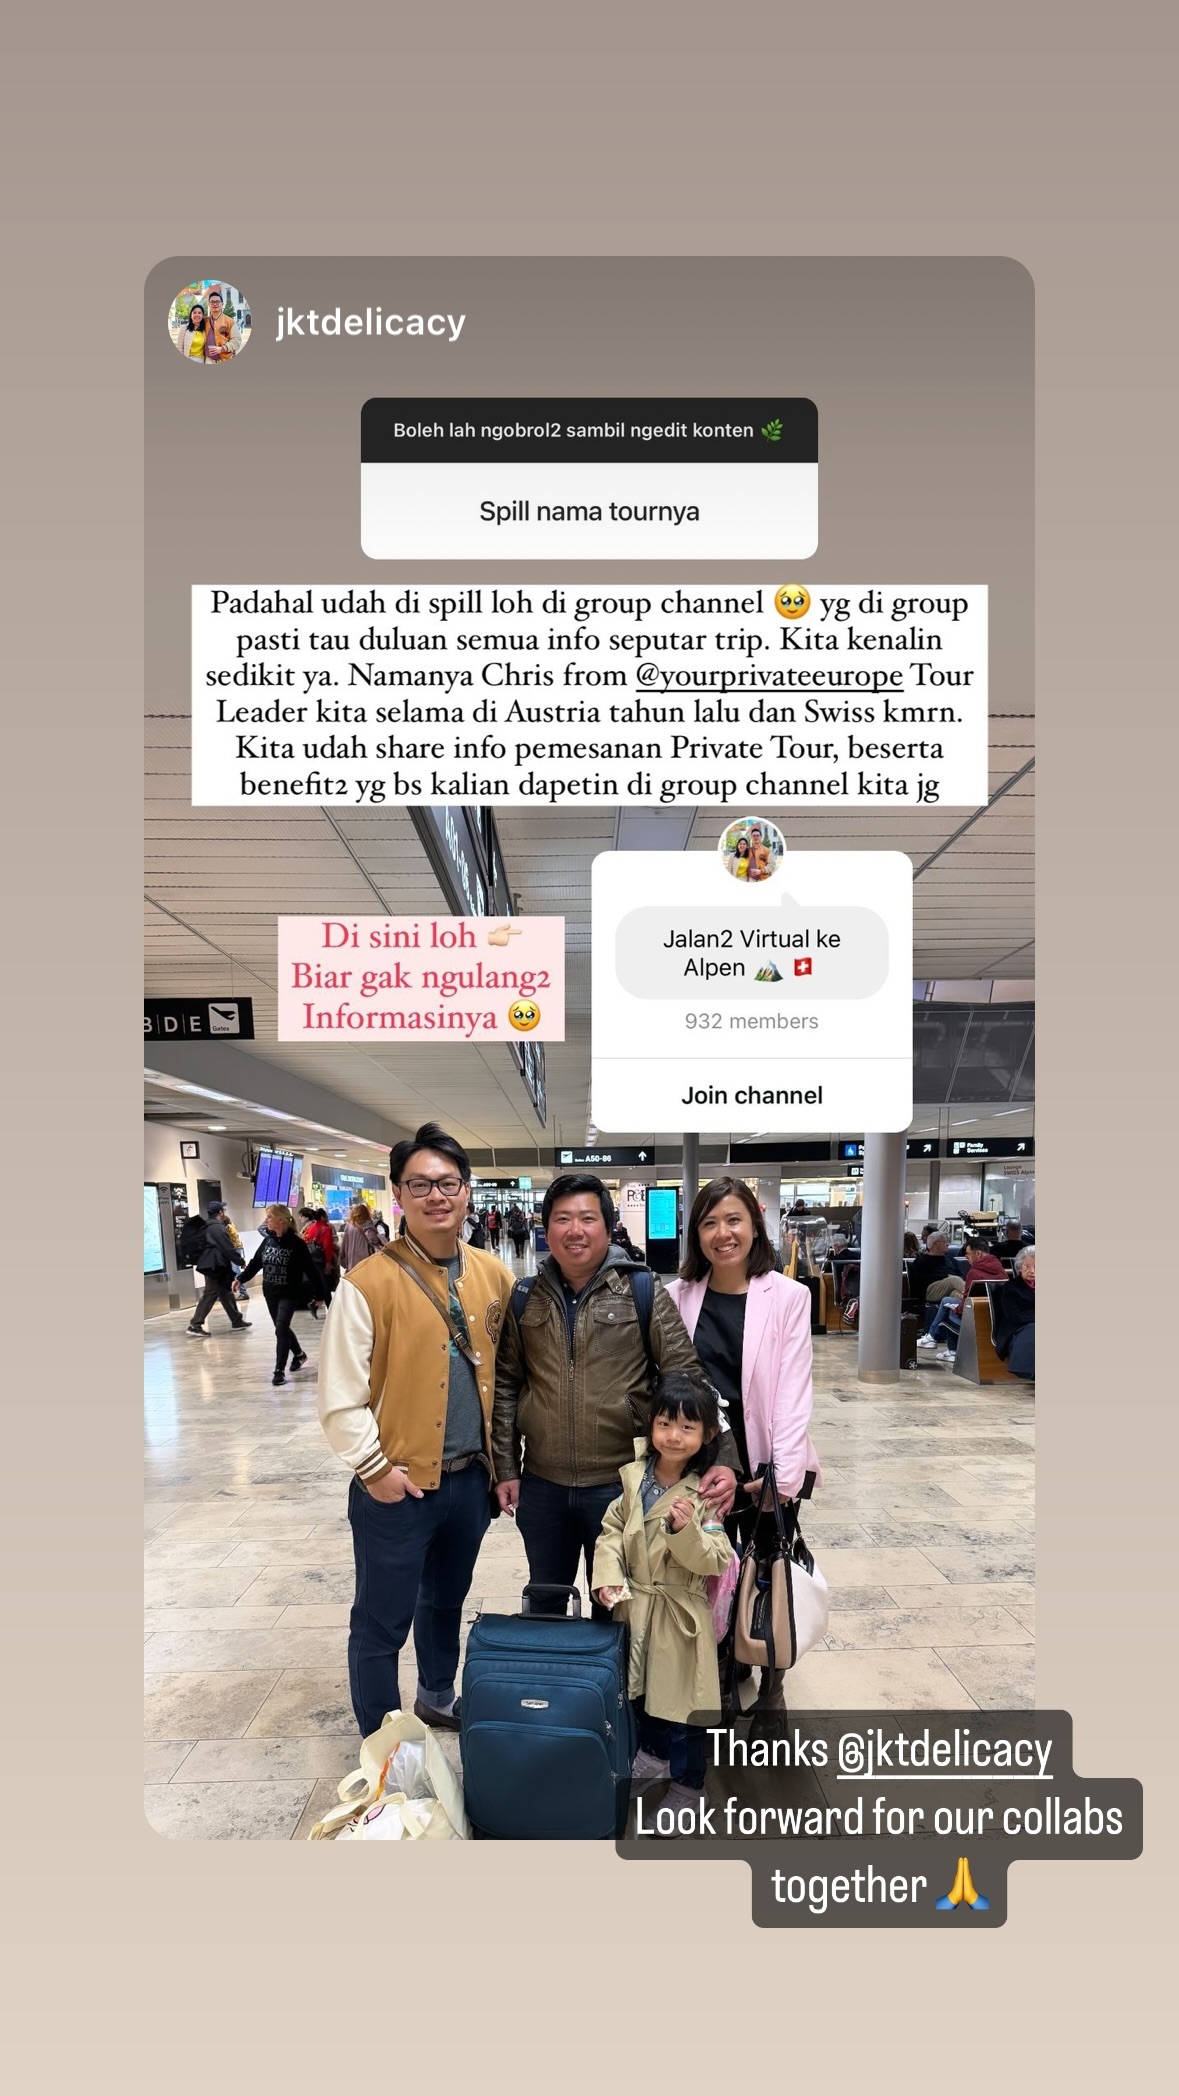 jktdelicacy
Boleh lah ngobrol2 sambil ngedit konten 🌿
Spill nama tournya
Padahal udah di spill loh di group channel 🥹 yg di group
pasti tau duluan semua info seputar trip. Kita kenalin
sedikit ya. Namanya Chris from @yourprivateeurope Tour
Leader kita selama di Austria tahun lalu dan Swiss kmrn.
Kita udah share info pemesanan Private Tour, beserta
benefit2 yg bs kalian dapetin di group channel kita jg
Di sini loh 👉🏻
Biar gak ngulang2
Informasinya 🥹
Jalan2 Virtual ke
Alpen ⛰️ 🇨🇭
932 members
Join channel
B D E
Gates
A50-86
Family
Services
Thanks @jktdelicacy
Look forward for our collabs
together 🙏